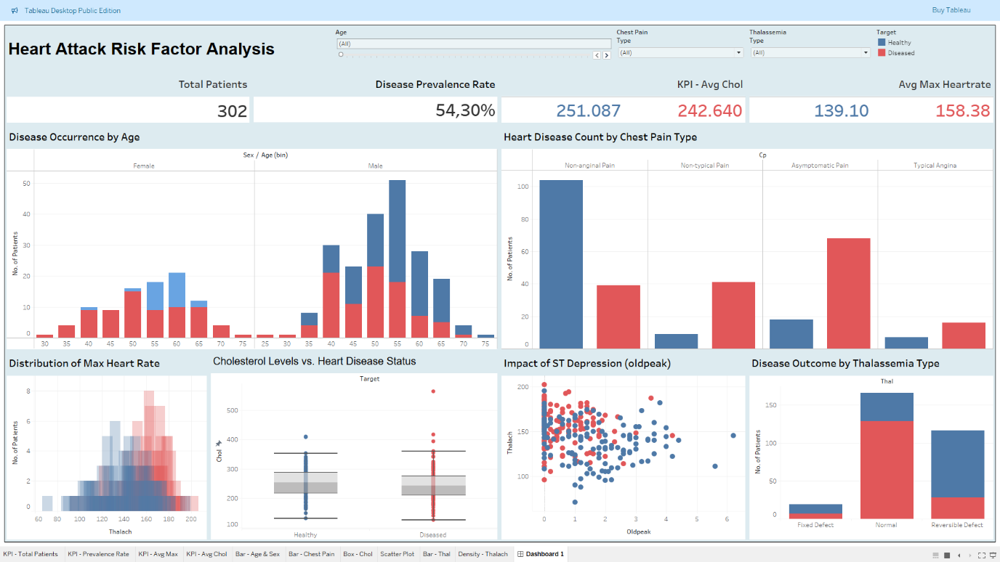 Tableau Desktop Public Edition
Buy Tableau
Heart Attack Risk Factor Analysis
Age
(All)
Chest Pain
Type
(All)
Thalassemia
Type
(All)
Target
Healthy
Diseased
Total Patients
302
Disease Prevalence Rate
54,30%
KPI - Avg Chol
251.087 242.640
Avg Max Heartrate
139.10 158.38
Disease Occurrence by Age
Sex / Age (bin)
Female Male
No. of Patients
50
40
30
20
10
0
30 35 40 45 50 55 60 65 70 75 25 30 35 40 45 50 55 60 65 70 75
Heart Disease Count by Chest Pain Type
Cp
Non-anginal Pain Non-typical Pain Asymptomatic Pain Typical Angina
No. of Patients
100
80
60
40
20
0
Distribution of Max Heart Rate
No. of Patients
8
6
4
2
0
60 80 100 120 140 160 180 200
Thalach
Cholesterol Levels vs. Heart Disease Status
Target
Chol
500
400
300
200
100
Healthy Diseased
Impact of ST Depression (oldpeak)
Thalach
200
150
100
0 1 2 3 4 5 6
Oldpeak
Disease Outcome by Thalassemia Type
Thal
No. of Patients
150
100
50
0
Fixed Defect Normal Reversible Defect
KPI - Total Patients KPI - Prevalence Rate KPI - Avg Max KPI - Avg Chol Bar - Age & Sex Bar - Chest Pain Box - Chol Scatter Plot Bar - Thal Density - Thalach Dashboard 1